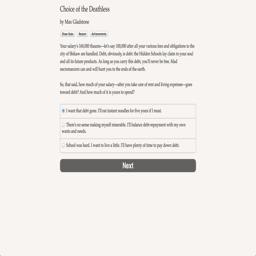 Choice of the Deathless
by Max Gladstone
Show Stats Restart Achievements
Your salary's 160,000 thaums—let's say 100,000 after all your various fees and obligations to the
city of Biskane are handled. Debt, obviously, is debt: the Hidden Schools lay claim to your soul
and all its future products. As long as you carry this debt, you'll never be free. Mad
necromancers can and will hunt you to the ends of the earth.
So, that said, how much of your salary—after you take care of rent and living expenses—goes
toward debt? And how much of it is yours to spend?
I want that debt gone. I'll eat instant noodles for five years if I must.
There's no sense making myself miserable. I'll balance debt repayment with my own
wants and needs.
School was hard. I want to live a little. I'll have plenty of time to pay down debt.
Next